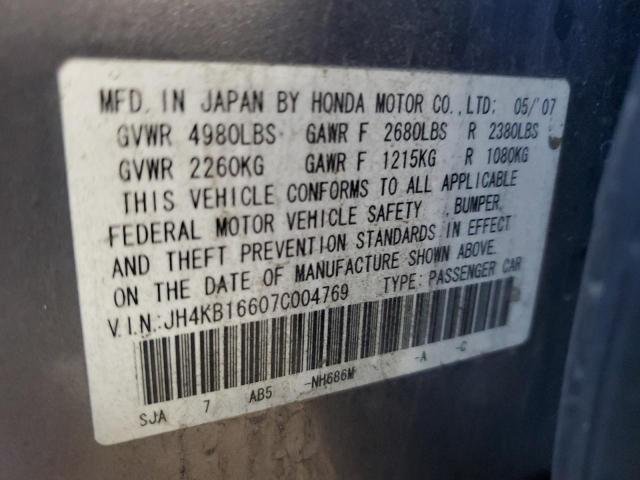 MFD. IN JAPAN BY HONDA MOTOR CO., LTD: 05/'07
GVWR 4980LBS GAWR F 2680LBS R 2380LBS
GVWR 2260KG GAWR F 1215KG R 1080KG
THIS VEHICLE CONFORMS TO ALL APPLICABLE
FEDERAL MOTOR VEHICLE SAFETY , BUMPER,
AND THEFT PREVENTION STANDARDS IN EFFECT
ON THE DATE OF MANUFACTURE SHOWN ABOVE.
V.I.N.:JH4KB16607C004769 TYPE: PASSENGER CAR
SJA 7 AB5 -NH686M -A -C